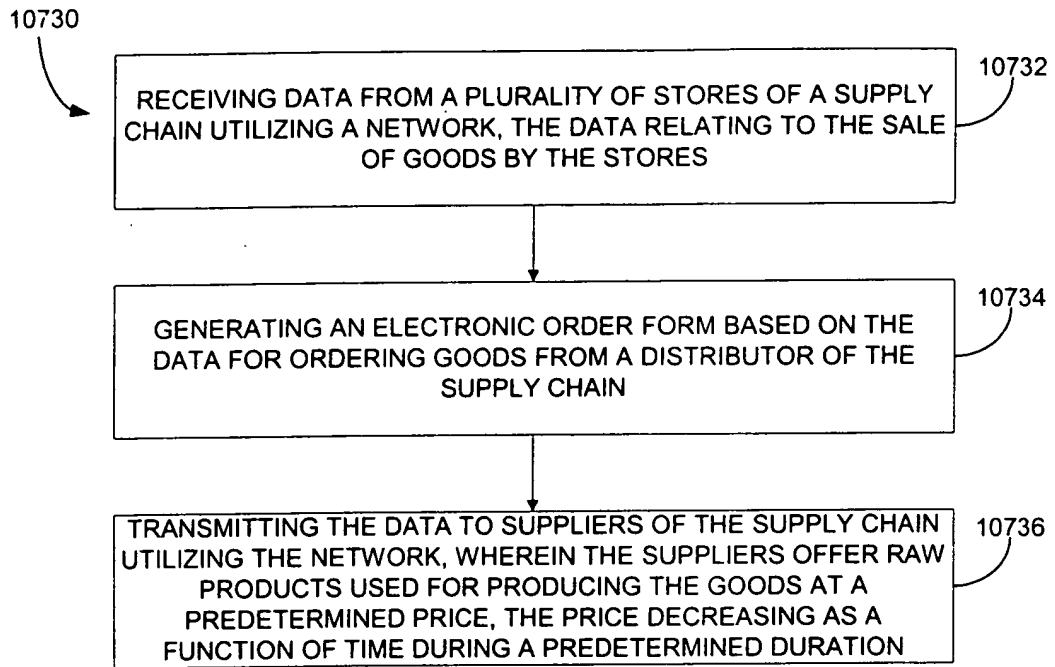 10730
10732
RECEIVING DATA FROM A PLURALITY OF STORES OF A SUPPLY
CHAIN UTILIZING A NETWORK, THE DATA RELATING TO THE SALE
OF GOODS BY THE STORES
10734
GENERATING AN ELECTRONIC ORDER FORM BASED ON THE
DATA FOR ORDERING GOODS FROM A DISTRIBUTOR OF THE
SUPPLY CHAIN
10736
TRANSMITTING THE DATA TO SUPPLIERS OF THE SUPPLY CHAIN
UTILIZING THE NETWORK, WHEREIN THE SUPPLIERS OFFER RAW
PRODUCTS USED FOR PRODUCING THE GOODS AT A
PREDETERMINED PRICE, THE PRICE DECREASING AS A
FUNCTION OF TIME DURING A PREDETERMINED DURATION